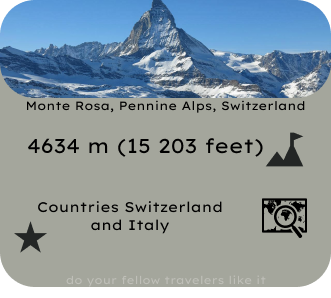 Monte Rosa, Pennine Alps, Switzerland
4634 m (15 203 feet)
Countries Switzerland
and Italy
do your fellow travelers like it